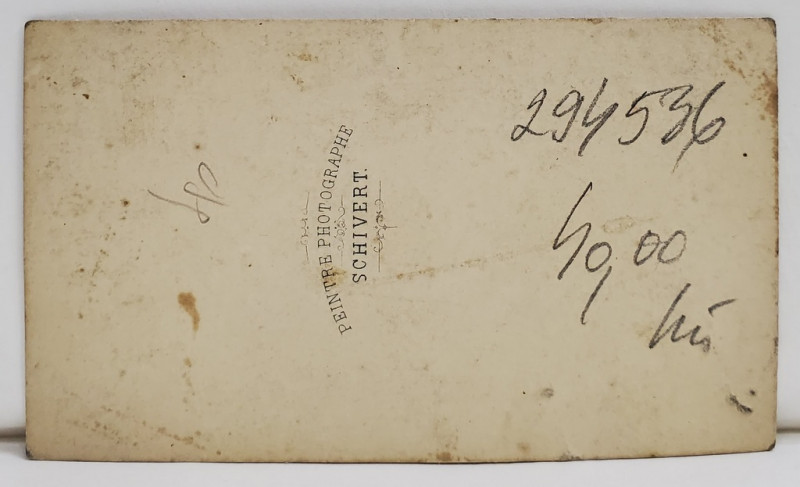 PEINTRE PHOTOGRAPHE
SCHIVERT.
294536
40,00